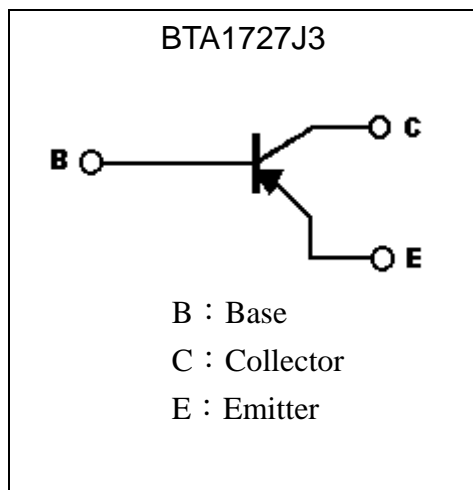 BTA1727J3
C
B
E
B：Base
C：Collector
E：Emitter